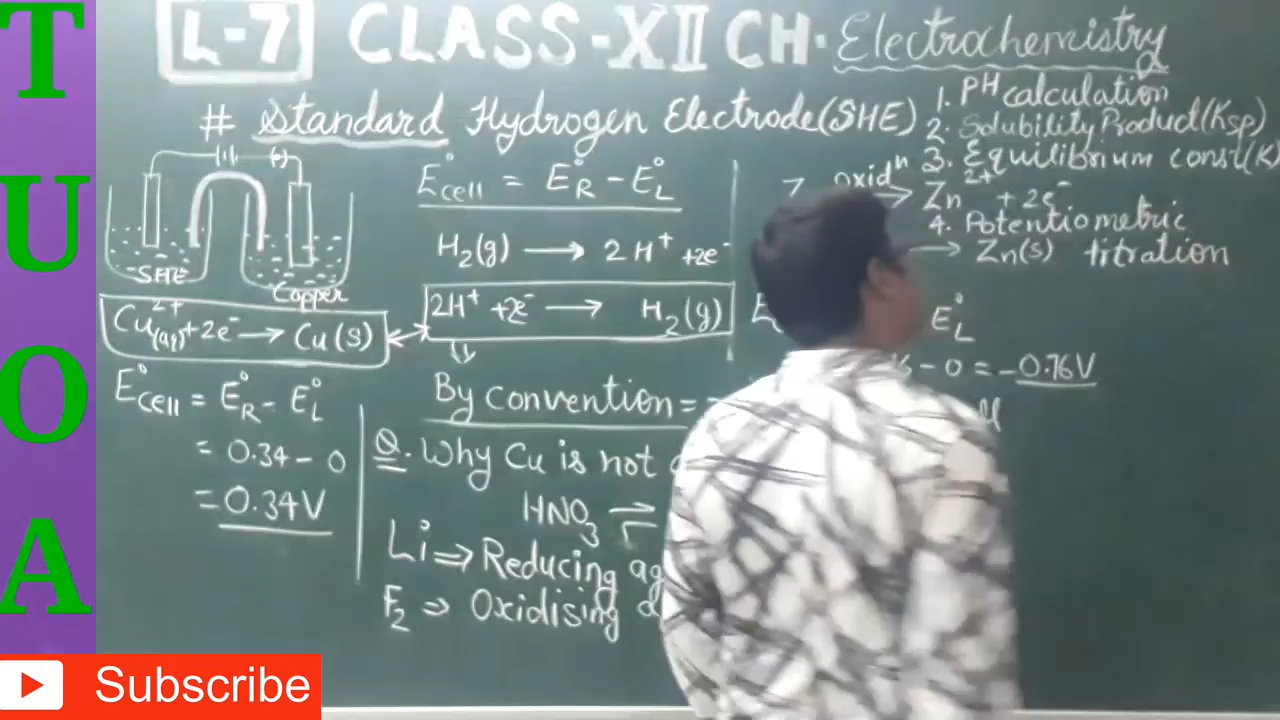 TUOA
L-7 CLASS-XII CH. Electrochemistry
# Standard Hydrogen Electrode (SHE)
1. PH calculation
2. Solubility Product (Ksp)
3. Equilibrium const (K)
4. Potentiometric
titration
SHE
Copper
Cu²⁺(aq) + 2e⁻ → Cu(s)
E°cell = E°R - E°L
= 0.34 - 0
= 0.34V
E°cell = E°R - E°L
H₂(g) → 2H⁺ + 2e⁻
2H⁺ + 2e⁻ → H₂(g)
By convention =
Q. Why Cu is not
HNO₃ ⇌
Li ⇒ Reducing
F₂ ⇒ Oxidising
oxidⁿ
→ Zn²⁺ + 2e⁻
→ Zn(s)
E°L
- 0 = -0.76V
Subscribe